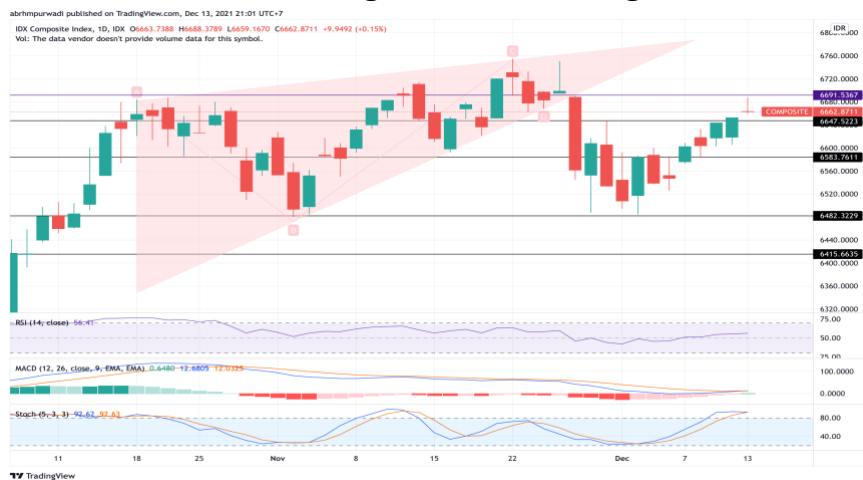 abrhmpurwadi published on TradingView.com, Dec 13, 2021 21:01 UTC+7
IDX Composite Index, 1D, IDX O6663.7388 H6688.3789 L6659.1670 C6662.8711 +9.9492 (+0.15%)
Vol: The data vendor doesn't provide volume data for this symbol.
IDR
6760.0000
6720.0000
C
A
6691.5367
6680.0000
COMPOSITE 6662.8711
6647.5223
6600.0000
6583.7611
6560.0000
6520.0000
6482.3229
B
6440.0000
6415.6635
6400.0000
6360.0000
6320.0000
RSI (14, close) 56.41
75.00
50.00
25.00
MACD (12, 26, close, 9, EMA, EMA) 0.6480 12.6805 12.0325
100.0000
0.0000
Stoch (5, 3, 3) 92.62 92.63
80.00
40.00
11 18 25 Nov 8 15 22 Dec 7 13
TradingView